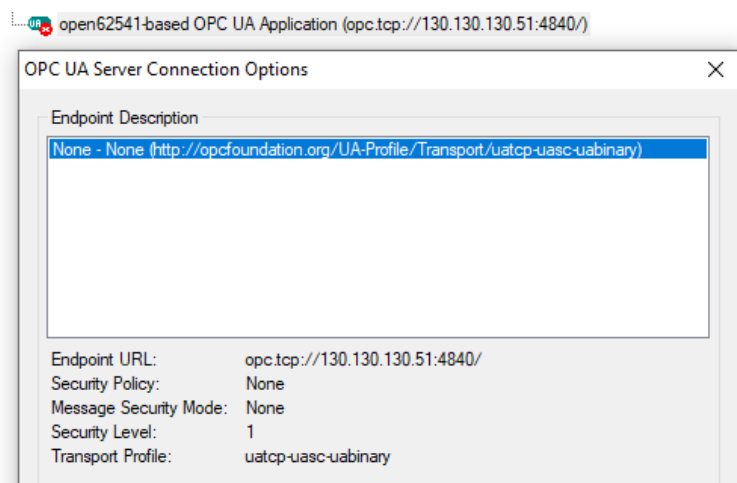 UA
open62541-based OPC UA Application (opc.tcp://130.130.130.51:4840/)
OPC UA Server Connection Options
Endpoint Description
None - None (http://opcfoundation.org/UA-Profile/Transport/uatcp-uasc-uabinary)
Endpoint URL: opc.tcp://130.130.130.51:4840/
Security Policy: None
Message Security Mode: None
Security Level: 1
Transport Profile: uatcp-uasc-uabinary